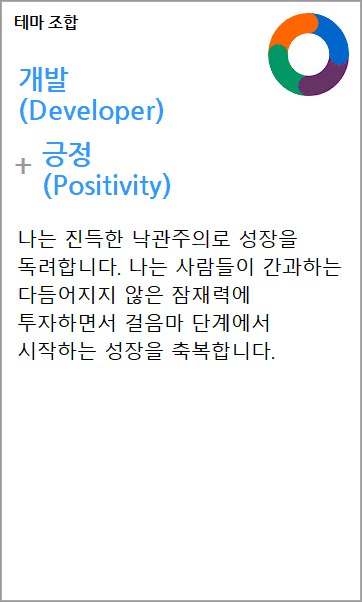 테마 조합
개발
(Developer)
+ 긍정
(Positivity)
나는 진득한 낙관주의로 성장을
독려합니다. 나는 사람들이 간과하는
다듬어지지 않은 잠재력에
투자하면서 걸음마 단계에서
시작하는 성장을 축복합니다.